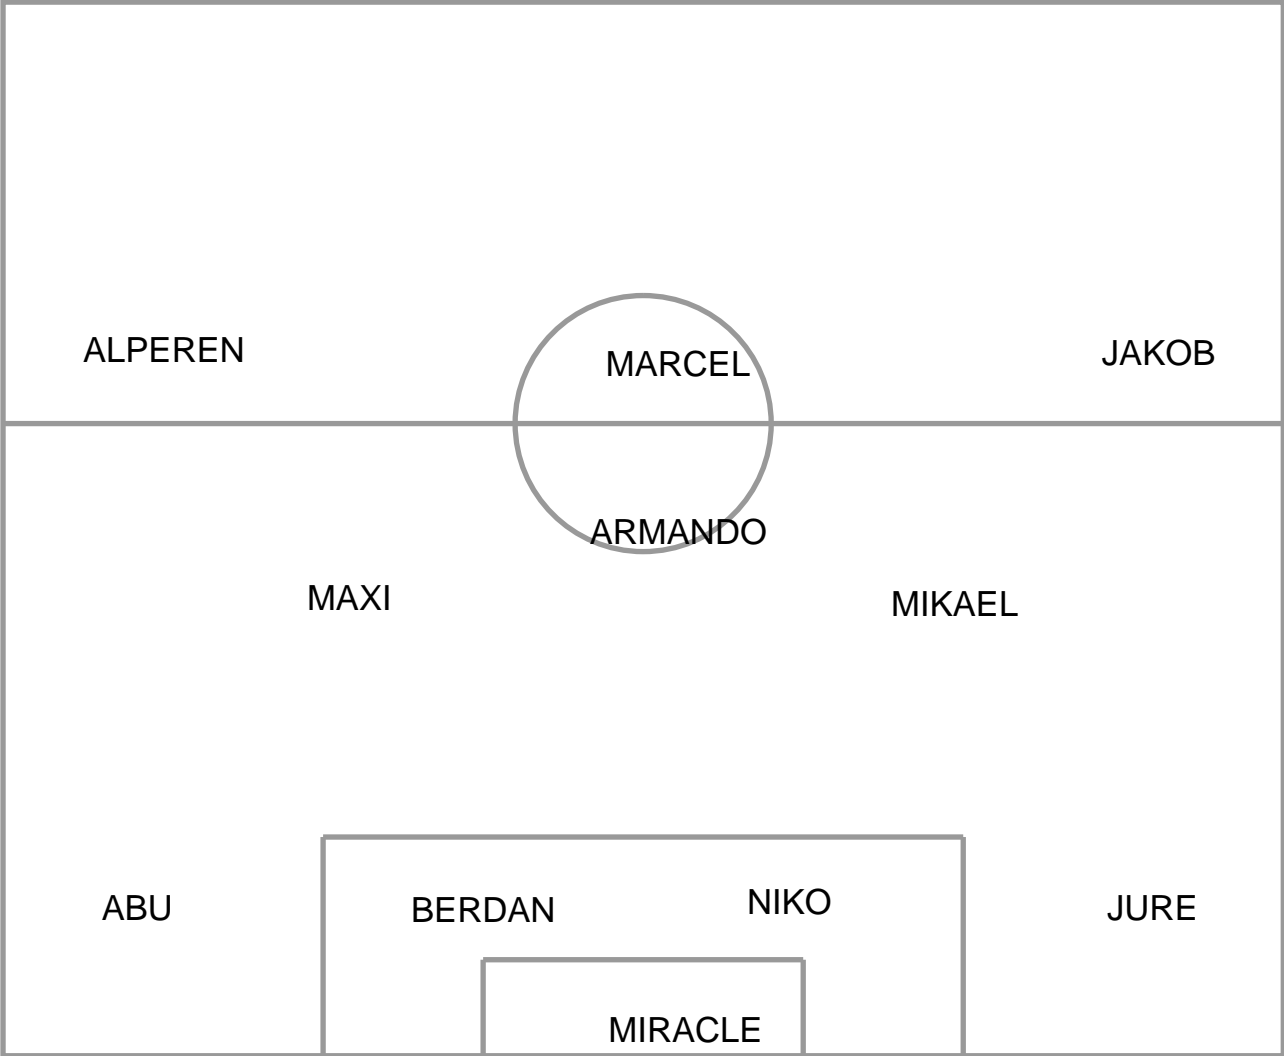 ALPEREN
MARCEL
JAKOB
ARMANDO
MAXI
MIKAEL
ABU
BERDAN
NIKO
JURE
MIRACLE